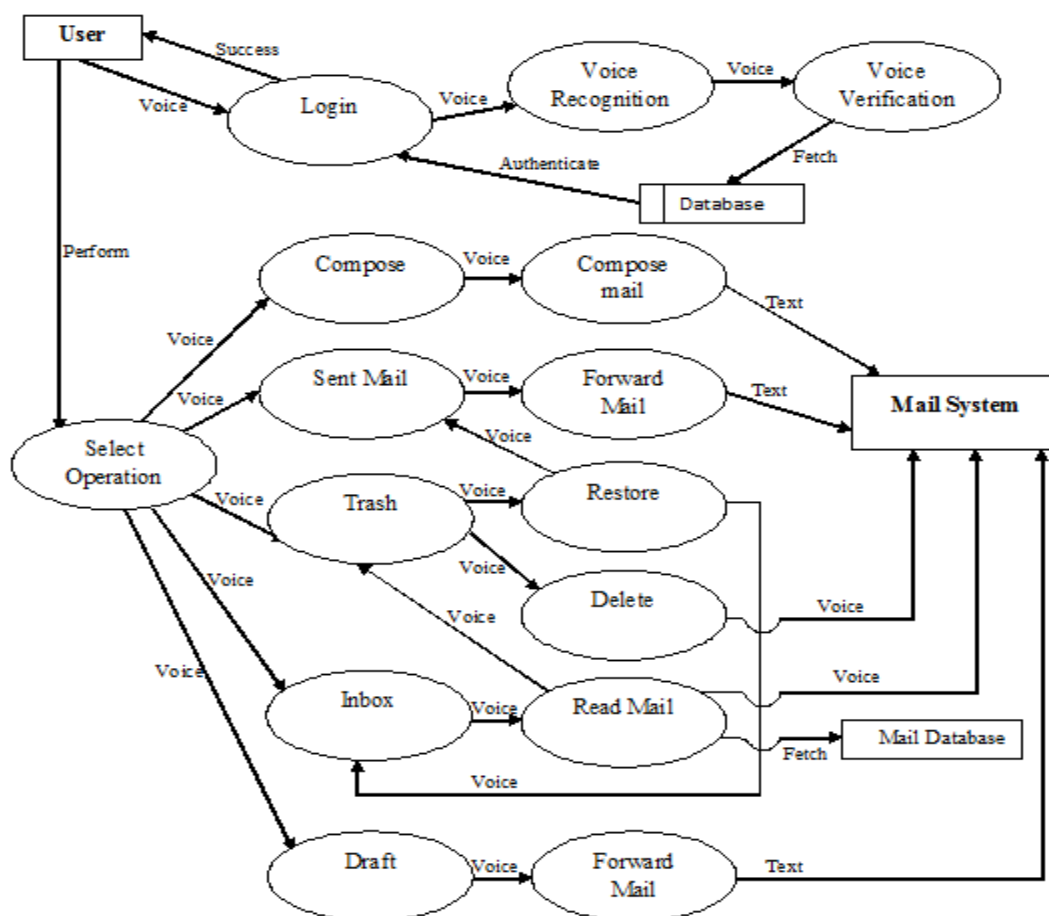 User
Success
Voice
Login
Voice
Voice
Recognition
Voice
Voice
Verification
Authenticate
Fetch
Database
Perform
Compose
Voice
Compose
mail
Text
Voice
Sent Mail
Voice
Forward
Mail
Text
Mail System
Voice
Voice
Select
Operation
Voice
Trash
Voice
Restore
Voice
Delete
Voice
Voice
Voice
Voice
Inbox
Voice
Read Mail
Voice
Fetch
Mail Database
Voice
Draft
Voice
Forward
Mail
Text